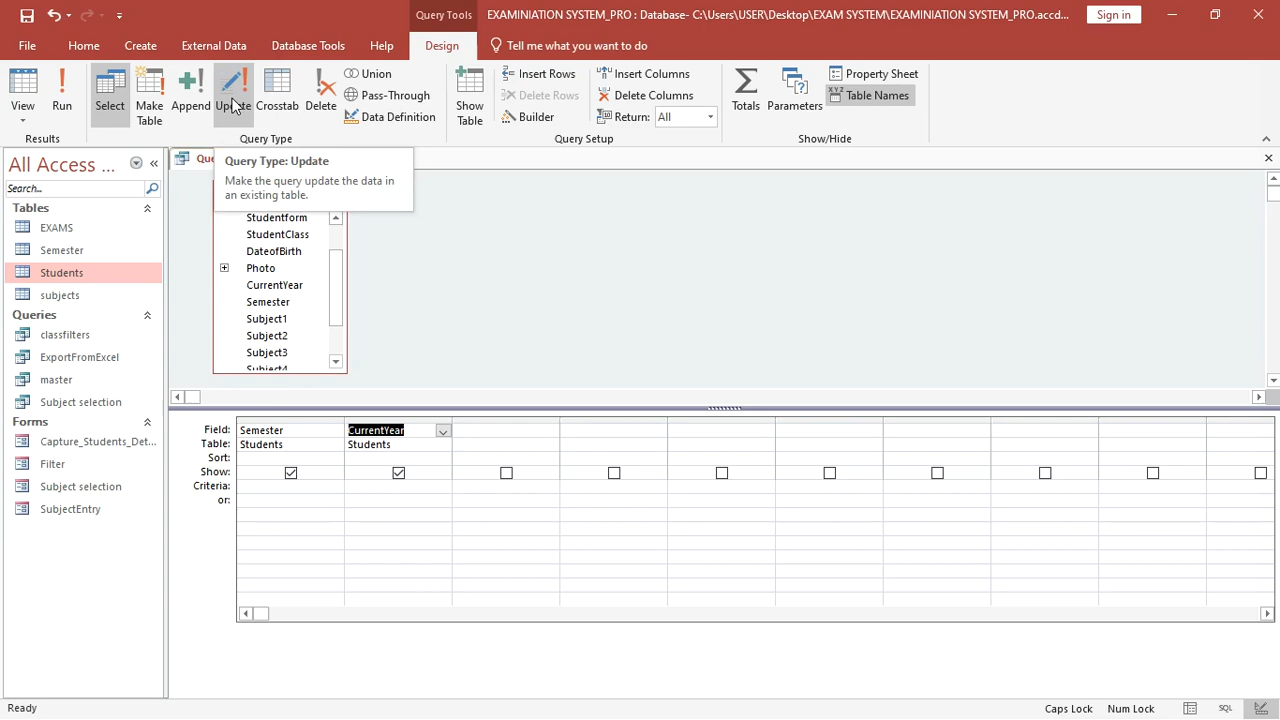 Query Tools
EXAMINIATION SYSTEM_PRO : Database- C:\Users\USER\Desktop\EXAM SYSTEM\EXAMINIATION SYSTEM_PRO.accd...
Sign in
File
Home
Create
External Data
Database Tools
Help
Design
Tell me what you want to do
View
Run
Select
Make Table
Append
Update
Crosstab
Delete
Union
Pass-Through
Data Definition
Show Table
Insert Rows
Delete Rows
Builder
Insert Columns
Delete Columns
Return: All
Totals
Parameters
Property Sheet
XYZ Table Names
Results
Query Type
Query Setup
Show/Hide
All Access ...
Search...
Tables
EXAMS
Semester
Students
subjects
Queries
classfilters
ExportFromExcel
master
Subject selection
Forms
Capture_Students_Det...
Filter
Subject selection
SubjectEntry
Que
Query Type: Update
Make the query update the data in
an existing table.
Studentform
StudentClass
DateofBirth
Photo
CurrentYear
Semester
Subject1
Subject2
Subject3
Subject4
Field: Semester CurrentYear
Table: Students Students
Sort:
Show:
Criteria:
or:
Ready
Caps Lock
Num Lock
SQL